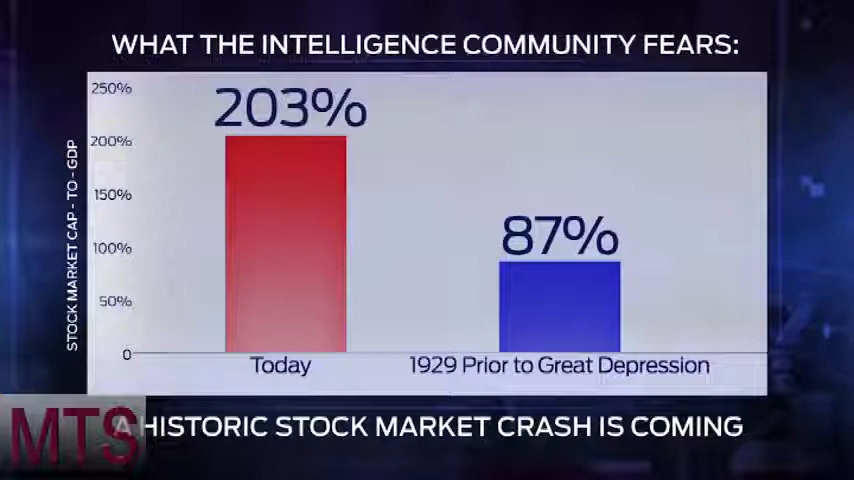 WHAT THE INTELLIGENCE COMMUNITY FEARS:
250%
200%
150%
100%
50%
0
STOCK MARKET CAP - TO - GDP
203%
87%
Today
1929 Prior to Great Depression
MTS
A HISTORIC STOCK MARKET CRASH IS COMING